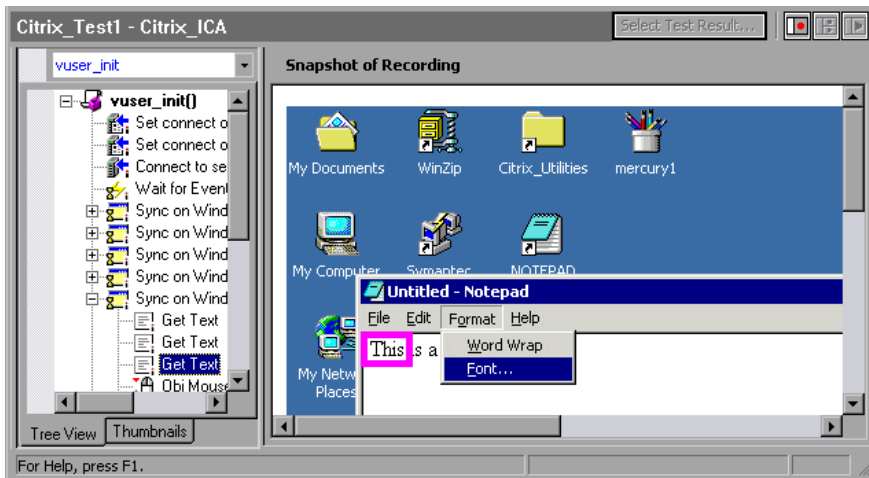 Citrix_Test1 - Citrix_ICA
Select Test Result...
vuser_init
vuser_init()
Set connect o
Set connect o
Connect to se
Wait for Event
Sync on Wind
Sync on Wind
Sync on Wind
Sync on Wind
Sync on Wind
Get Text
Get Text
Get Text
Obj Mouse
Tree View Thumbnails
Snapshot of Recording
My Documents WinZip Citrix_Utilities mercury1
My Computer Symantec NOTEPAD
My Netw
Places
Untitled - Notepad
File Edit Format Help
This is a
Word Wrap
Font...
For Help, press F1.